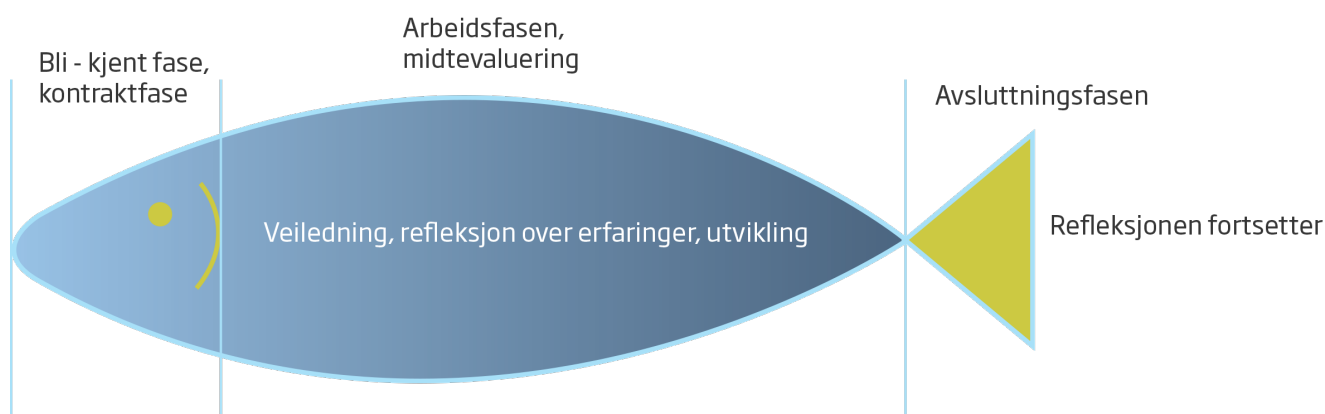 Bli - kjent fase,
kontraktfase
Arbeidsfasen,
midtevaluering
Avsluttningsfasen
Veiledning, refleksjon over erfaringer, utvikling
Refleksjonen fortsetter